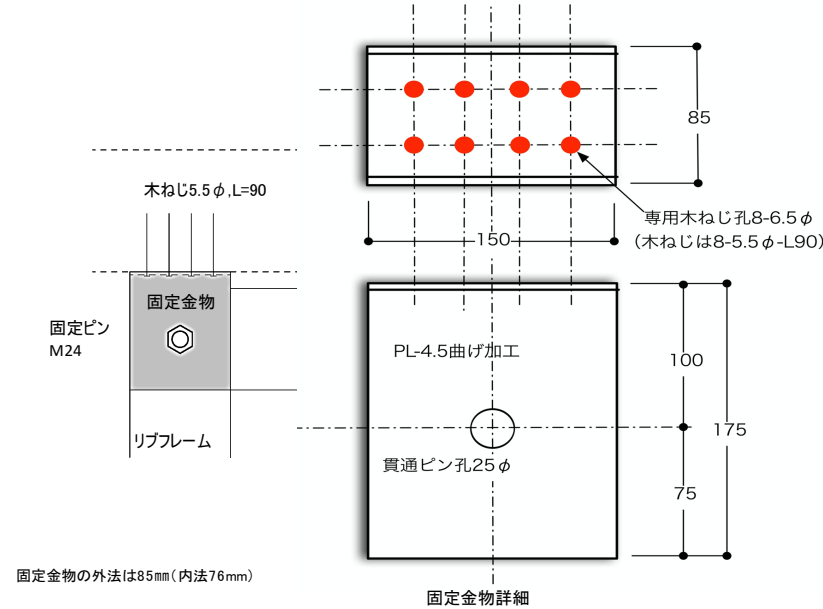 85
木ねじ5.5φ,L=90
専用木ねじ孔8-6.5φ
(木ねじは8-5.5φ-L90)
150
固定金物
固定ピン
M24
PL-4.5曲げ加工
100
175
リブフレーム
貫通ピン孔25φ
75
固定金物の外法は85㎜(内法76mm)
固定金物詳細